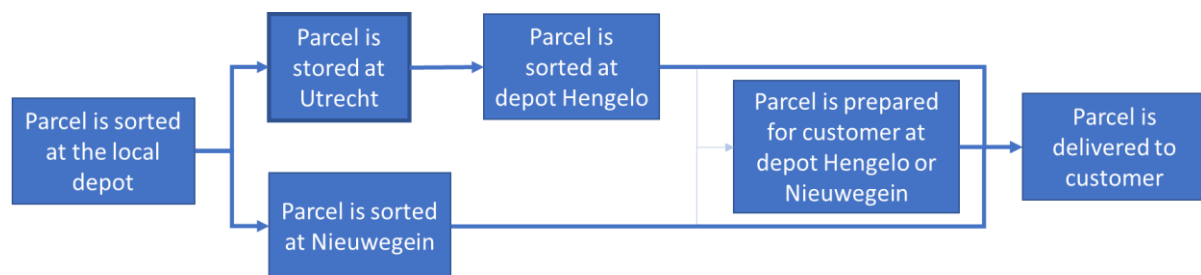 Parcel is sorted
at the local
depot
Parcel is
stored at
Utrecht
Parcel is
sorted at
depot Hengelo
Parcel is sorted
at Nieuwegein
Parcel is prepared
for customer at
depot Hengelo or
Nieuwegein
Parcel is
delivered to
customer